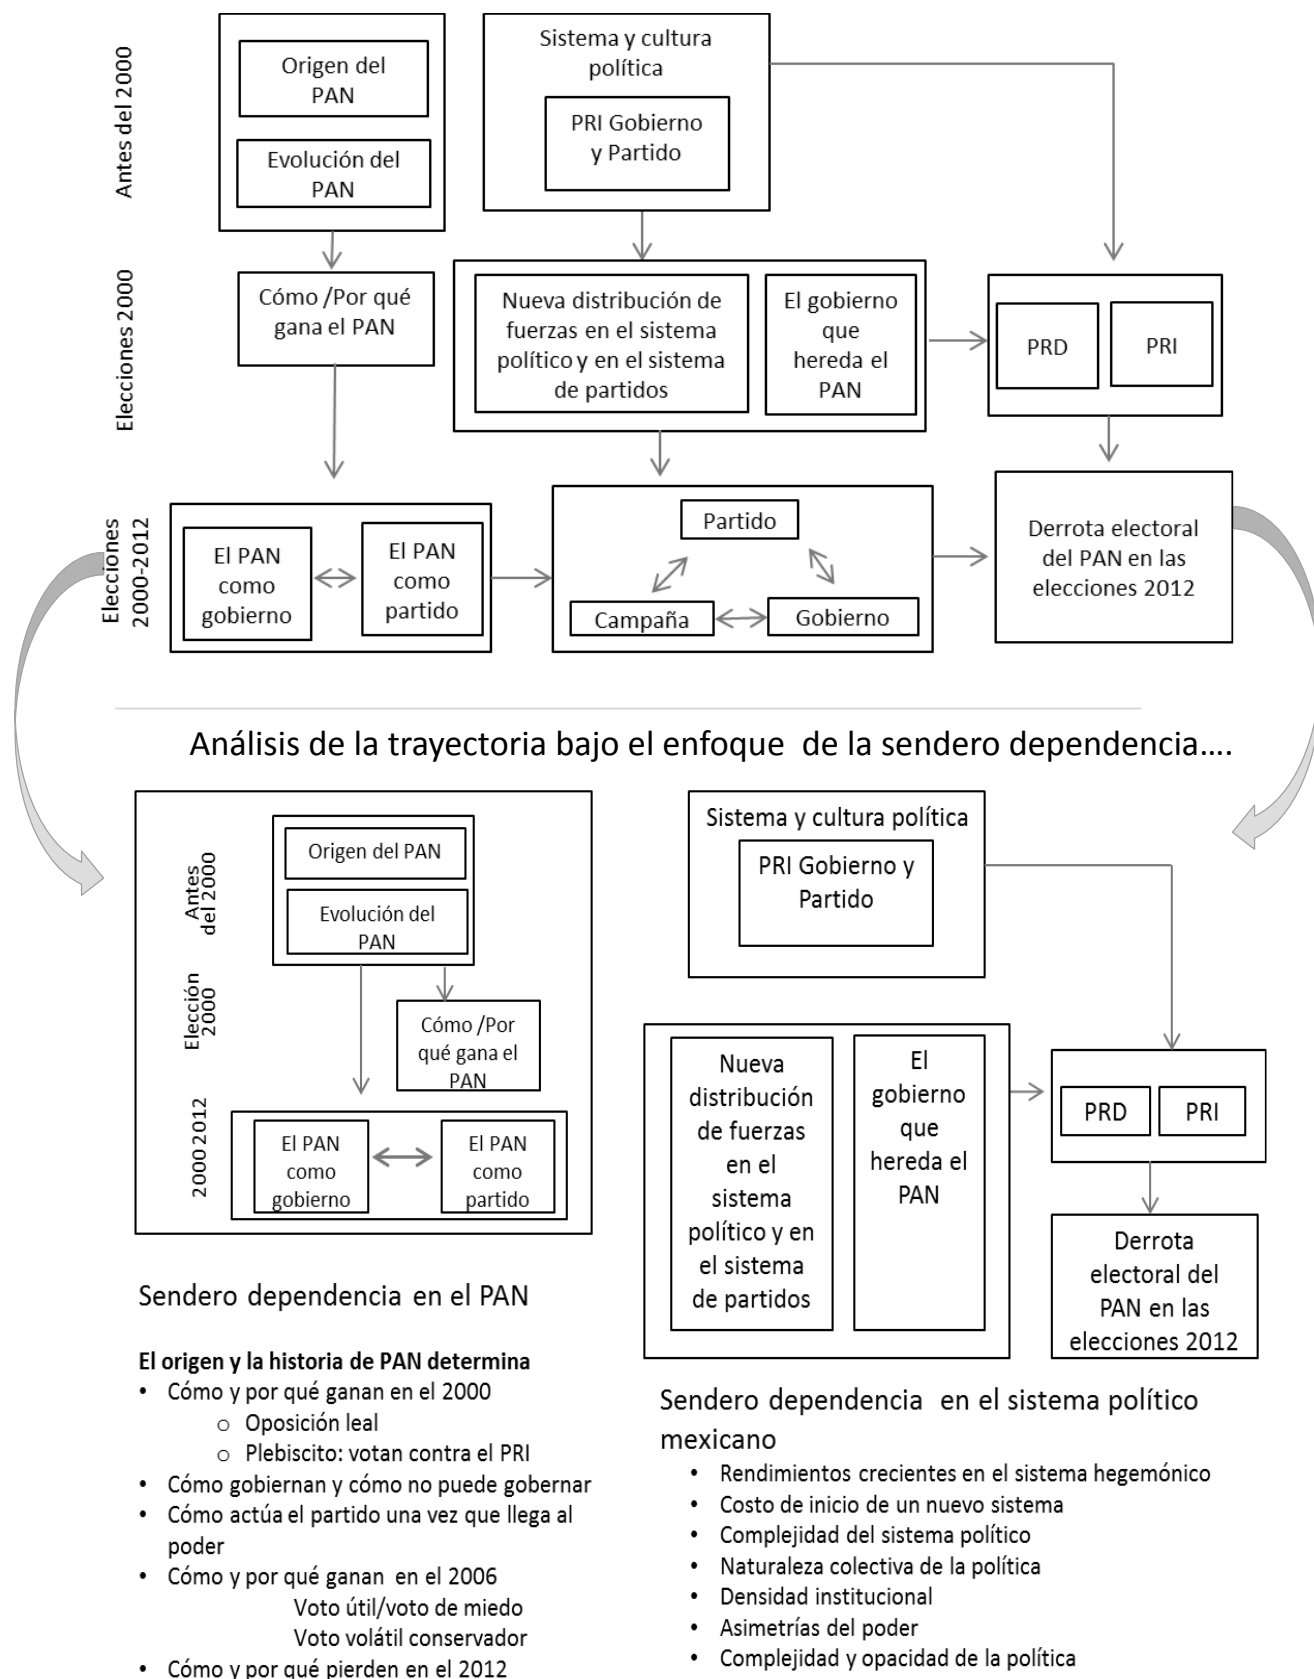 Antes del 2000
Origen del
PAN
Evolución del
PAN
Sistema y cultura
política
PRI Gobierno
y Partido
Elecciones 2000
Cómo /Por qué
gana el PAN
Nueva distribución de
fuerzas en el sistema
político y en el sistema
de partidos
El gobierno
que
hereda el
PAN
PRD
PRI
Elecciones
2000-2012
El PAN
como
gobierno
El PAN
como
partido
Partido
Campaña
Gobierno
Derrota electoral
del PAN en las
elecciones 2012
Análisis de la trayectoria bajo el enfoque de la sendero dependencia....
Antes
del 2000
Origen del PAN
Evolución del
PAN
Elección
2000
Cómo /Por
qué gana el
PAN
2000 2012
El PAN
como
gobierno
El PAN
como
partido
Sendero dependencia en el PAN
El origen y la historia de PAN determina
• Cómo y por qué ganan en el 2000
o Oposición leal
o Plebiscito: votan contra el PRI
• Cómo gobiernan y cómo no puede gobernar
• Cómo actúa el partido una vez que llega al
poder
• Cómo y por qué ganan en el 2006
Voto útil/voto de miedo
Voto volátil conservador
• Cómo y por qué pierden en el 2012
Sistema y cultura política
PRI Gobierno y
Partido
Nueva
distribución
de fuerzas
en el
sistema
político y en
el sistema
de partidos
El
gobierno
que
hereda el
PAN
PRD
PRI
Derrota
electoral del
PAN en las
elecciones 2012
Sendero dependencia en el sistema político
mexicano
• Rendimientos crecientes en el sistema hegemónico
• Costo de inicio de un nuevo sistema
• Complejidad del sistema político
• Naturaleza colectiva de la política
• Densidad institucional
• Asimetrías del poder
• Complejidad y opacidad de la política